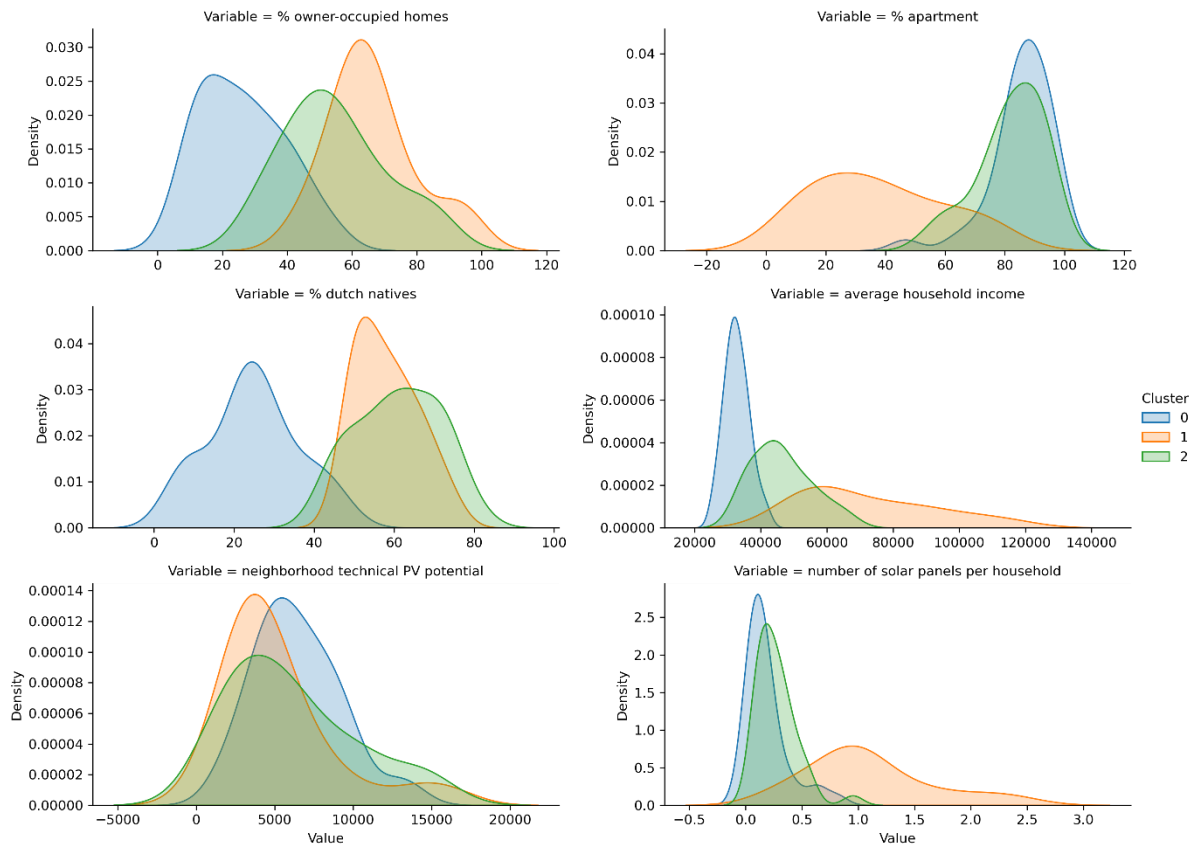 Variable = % owner-occupied homes
0.030
0.025
0.020
0.015
0.010
0.005
0.000
Density
0 20 40 60 80 100 120
Variable = % apartment
0.04
0.03
0.02
0.01
0.00
Density
−20 0 20 40 60 80 100 120
Variable = % dutch natives
0.04
0.03
0.02
0.01
0.00
Density
0 20 40 60 80 100
Variable = average household income
0.00010
0.00008
0.00006
0.00004
0.00002
0.00000
Density
20000 40000 60000 80000 100000 120000 140000
Cluster
0
1
2
Variable = neighborhood technical PV potential
0.00014
0.00012
0.00010
0.00008
0.00006
0.00004
0.00002
0.00000
Density
−5000 0 5000 10000 15000 20000
Value
Variable = number of solar panels per household
2.5
2.0
1.5
1.0
0.5
0.0
Density
−0.5 0.0 0.5 1.0 1.5 2.0 2.5 3.0
Value